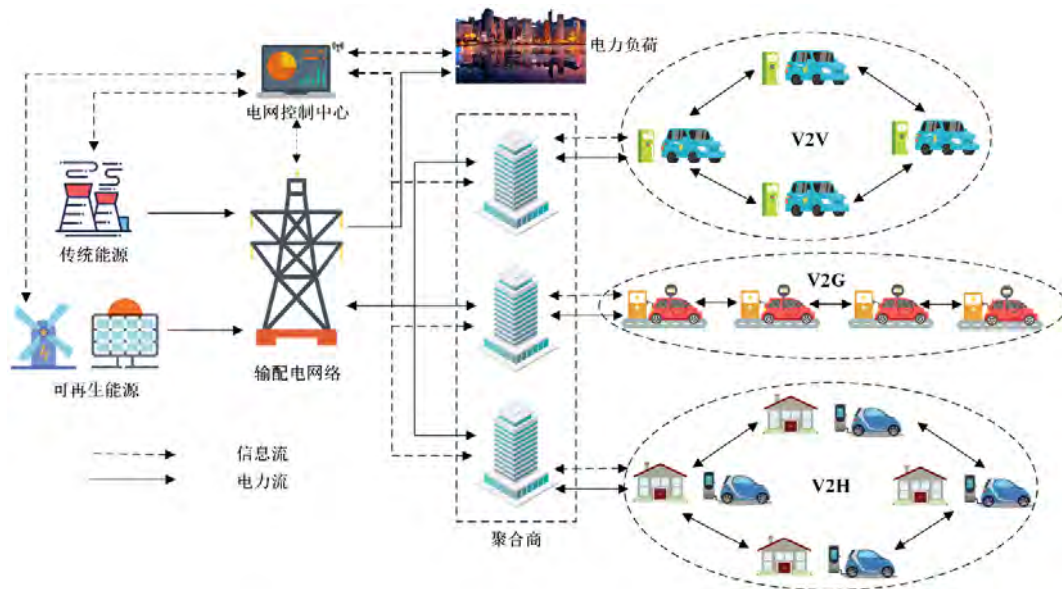 电力负荷
电网控制中心
V2V
传统能源
V2G
可再生能源
输配电网络
信息流
电力流
V2H
聚合商